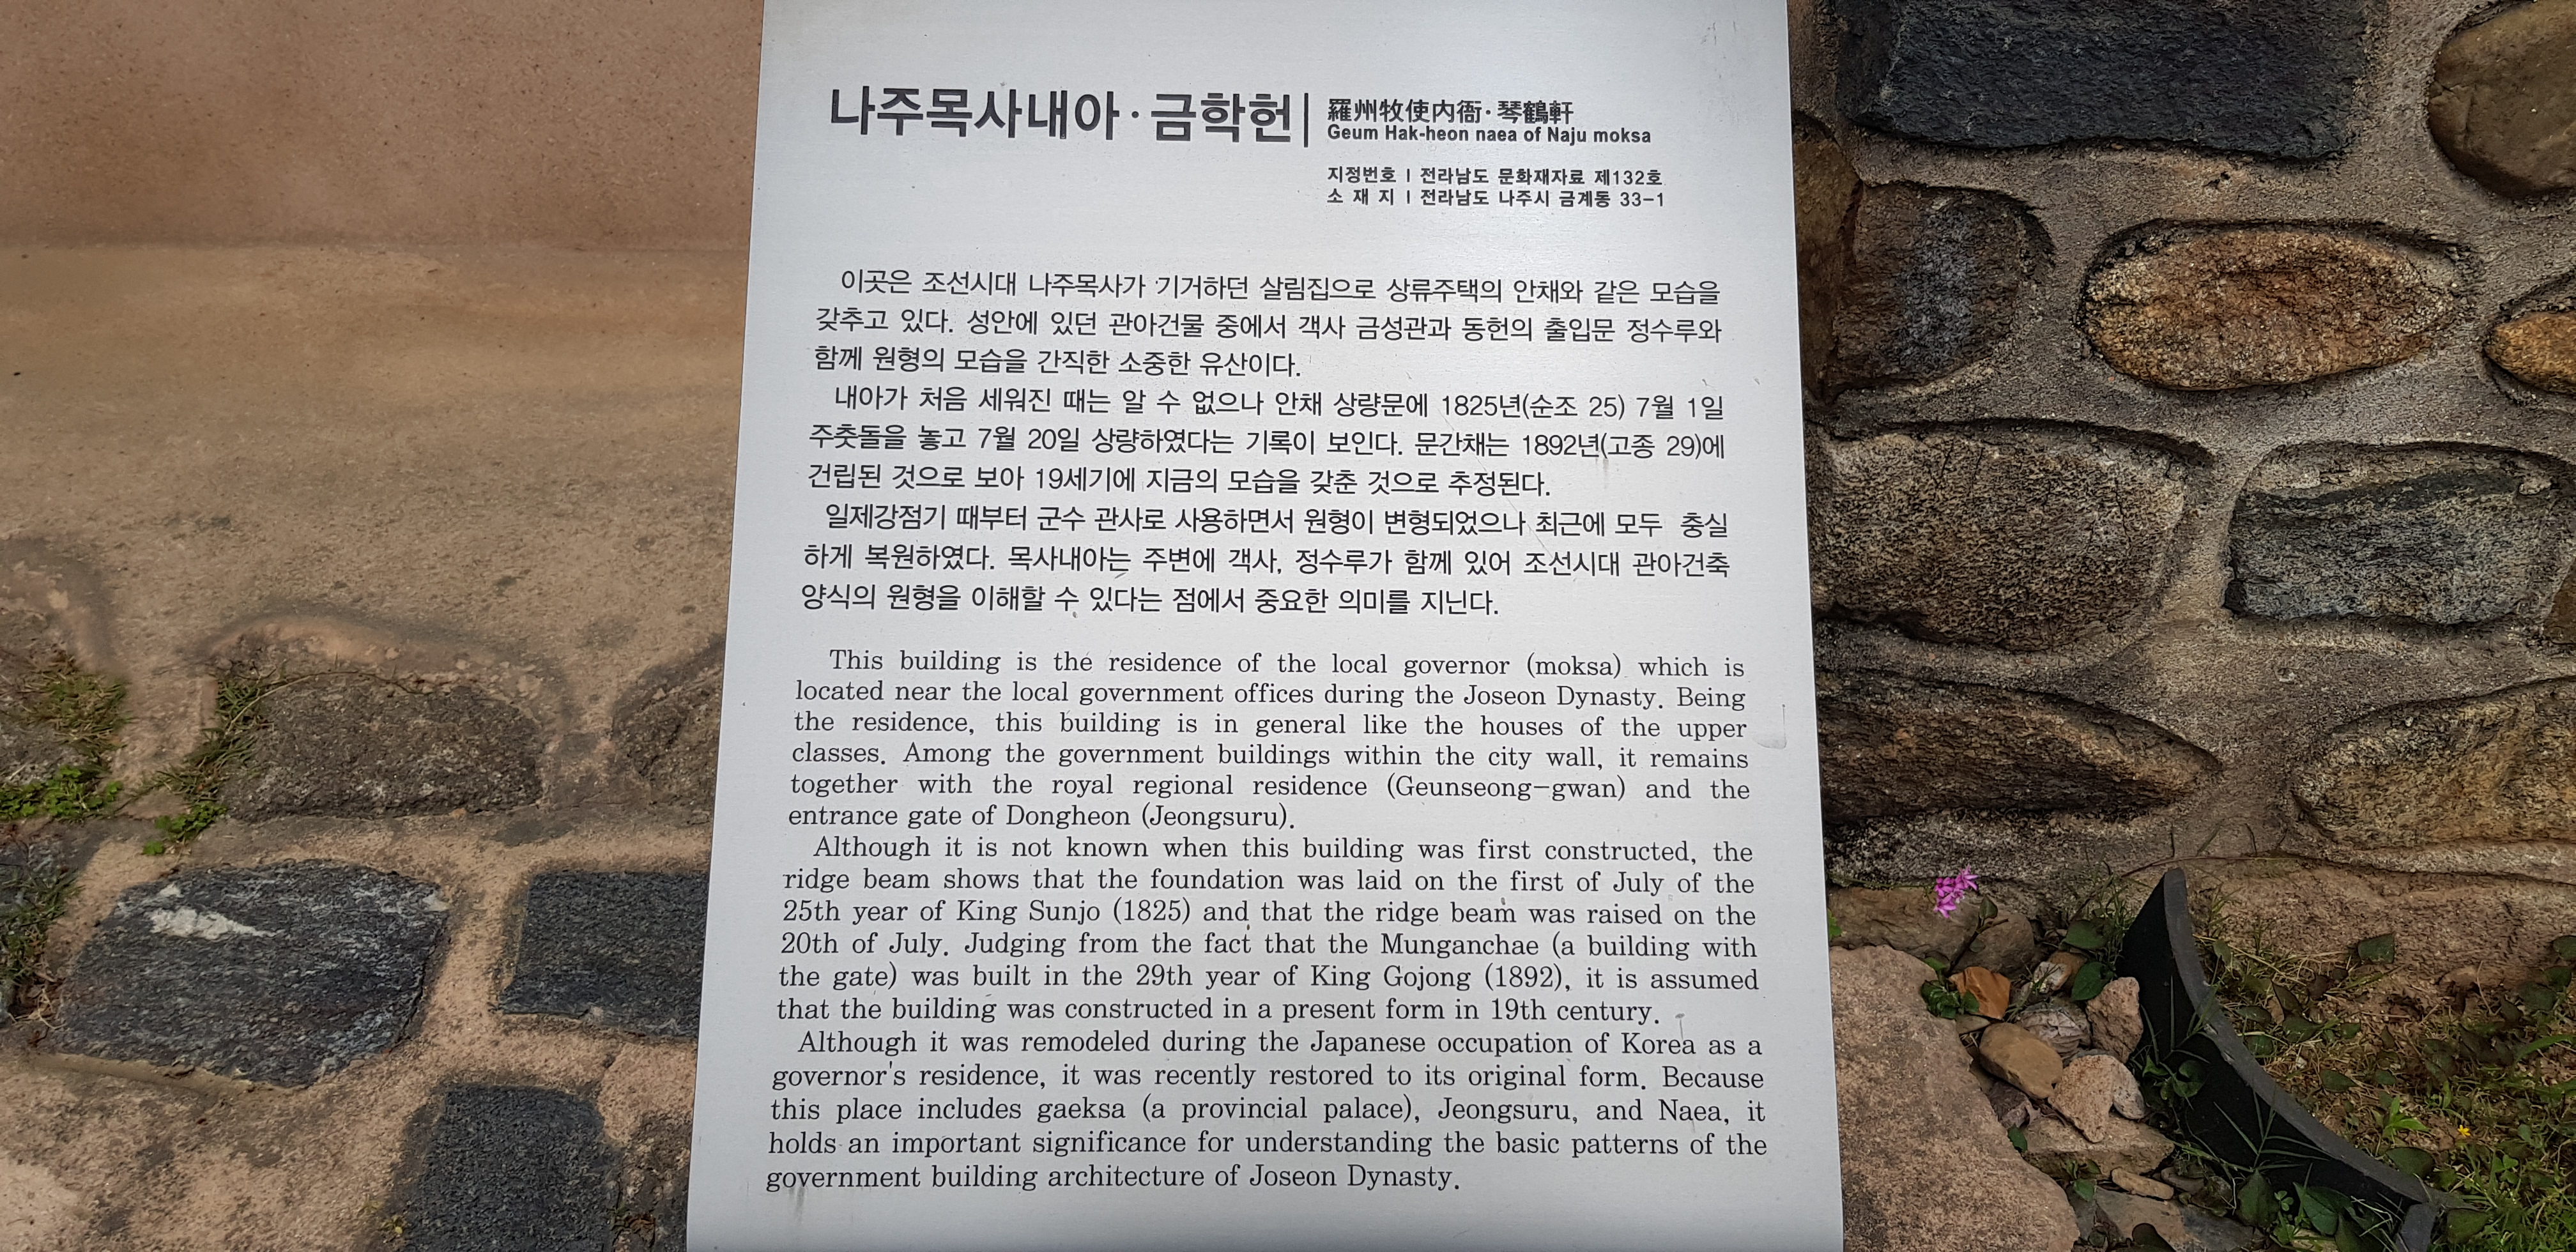 나주목사내아·금학헌
羅州牧使内衙·琴鶴軒
Geum Hak-heon naea of Naju moksa
지정번호 | 전라남도 문화재자료 제132호
소 재 지 | 전라남도 나주시 금계동 33-1
이곳은 조선시대 나주목사가 기거하던 살림집으로 상류주택의 안채와 같은 모습을
갖추고 있다. 성안에 있던 관아건물 중에서 객사 금성관과 동헌의 출입문 정수루와
함께 원형의 모습을 간직한 소중한 유산이다.
내아가 처음 세워진 때는 알 수 없으나 안채 상량문에 1825년(순조 25) 7월 1일
주춧돌을 놓고 7월 20일 상량하였다는 기록이 보인다. 문간채는 1892년(고종 29)에
건립된 것으로 보아 19세기에 지금의 모습을 갖춘 것으로 추정된다.
일제강점기 때부터 군수 관사로 사용하면서 원형이 변형되었으나 최근에 모두 충실
하게 복원하였다. 목사내아는 주변에 객사, 정수루가 함께 있어 조선시대 관아건축
양식의 원형을 이해할 수 있다는 점에서 중요한 의미를 지닌다.
This building is the residence of the local governor (moksa) which is
located near the local government offices during the Joseon Dynasty. Being
the residence, this building is in general like the houses of the upper
classes. Among the government buildings within the city wall, it remains
together with the royal regional residence (Geunseong-gwan) and the
entrance gate of Dongheon (Jeongsuru).
Although it is not known when this building was first constructed, the
ridge beam shows that the foundation was laid on the first of July of the
25th year of King Sunjo (1825) and that the ridge beam was raised on the
20th of July. Judging from the fact that the Munganchae (a building with
the gate) was built in the 29th year of King Gojong (1892), it is assumed
that the building was constructed in a present form in 19th century.
Although it was remodeled during the Japanese occupation of Korea as a
governor's residence, it was recently restored to its original form. Because
this place includes gaeksa (a provincial palace), Jeongsuru, and Naea, it
holds an important significance for understanding the basic patterns of the
government building architecture of Joseon Dynasty.